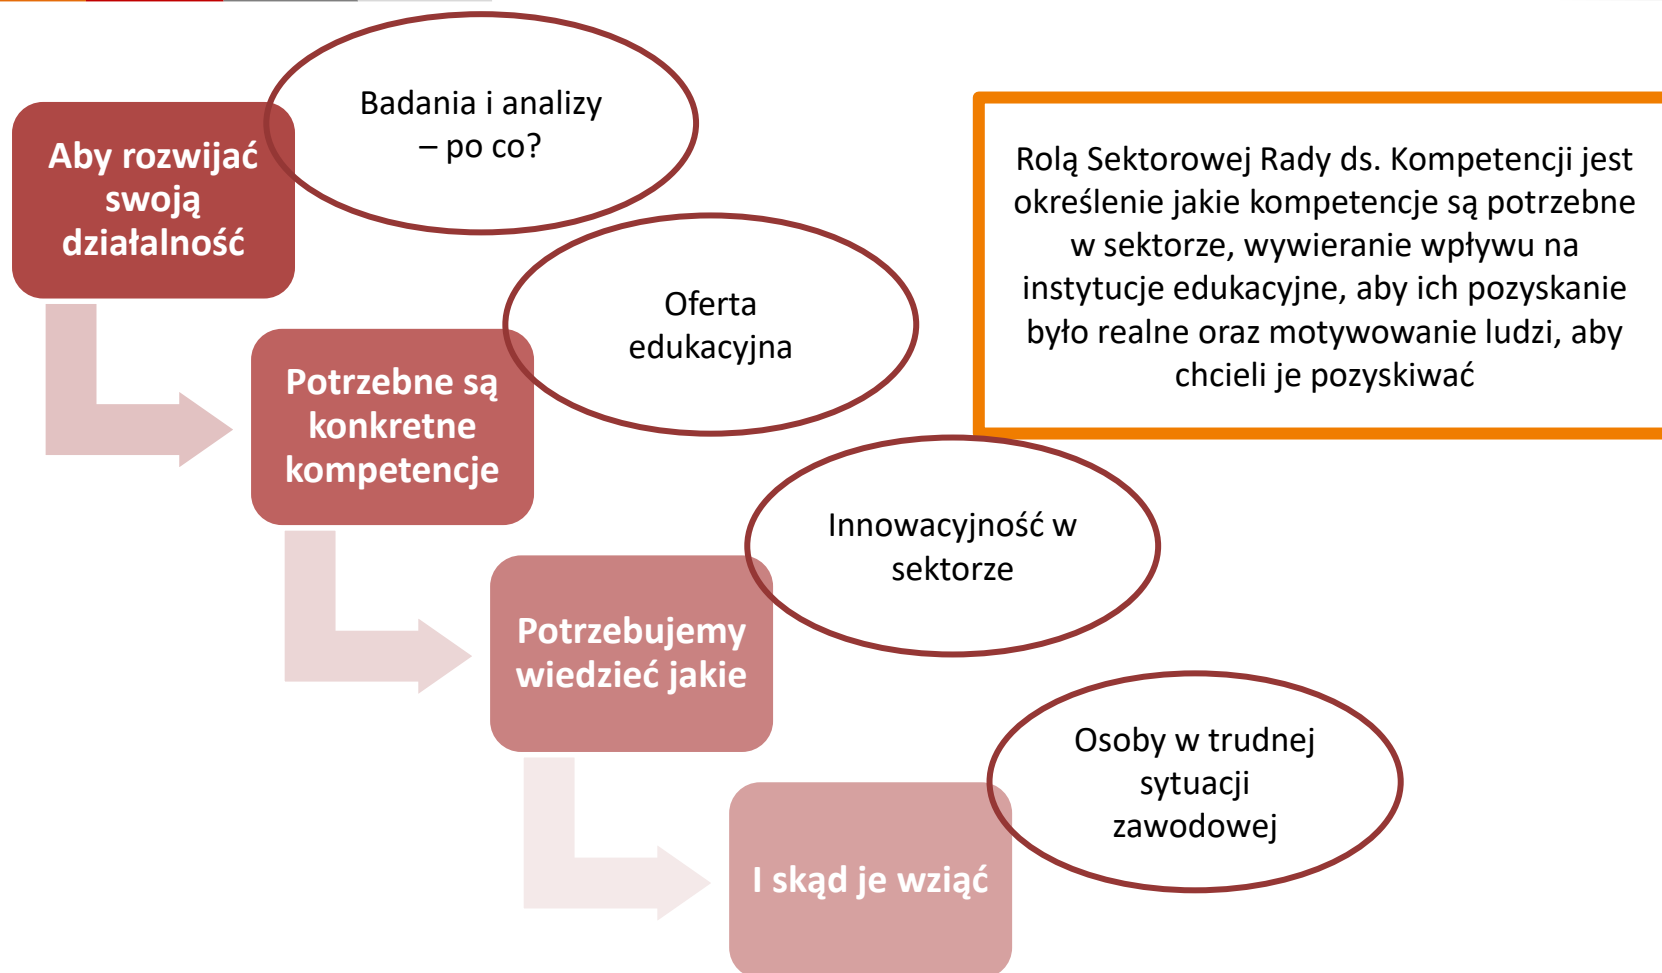 Badania i analizy
– po co?
Aby rozwijać
swoją
działalność
Rolą Sektorowej Rady ds. Kompetencji jest
określenie jakie kompetencje są potrzebne
w sektorze, wywieranie wpływu na
instytucje edukacyjne, aby ich pozyskanie
było realne oraz motywowanie ludzi, aby
chcieli je pozyskiwać
Oferta
edukacyjna
Potrzebne są
konkretne
kompetencje
Innowacyjność w
sektorze
Potrzebujemy
wiedzieć jakie
Osoby w trudnej
sytuacji
zawodowej
I skąd je wziąć